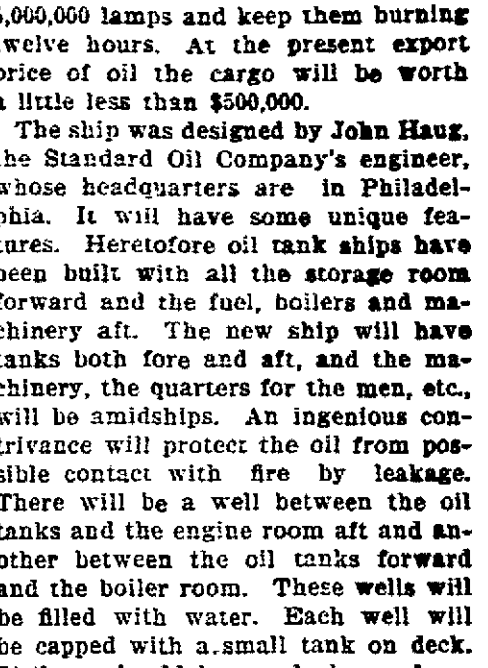 ,000,000 lamps and keep them burning
twelve hours. At the present export
price of oil the cargo will be worth
a little less than $500,000.
The ship was designed by John Haug,
the Standard Oil Company's engineer,
whose headquarters are in Philadel-
phia. It will have some unique fea-
tures. Heretofore oil tank ships have
been built with all the storage room
forward and the fuel, boilers and ma-
chinery aft. The new ship will have
tanks both fore and aft, and the ma-
chinery, the quarters for the men, etc.,
will be amidships. An ingenious con-
trivance will protect the oil from pos-
sible contact with fire by leakage.
There will be a well between the oil
tanks and the engine room aft and an-
other between the oil tanks forward
and the boiler room. These wells will
be filled with water. Each well will
be capped with a small tank on deck.